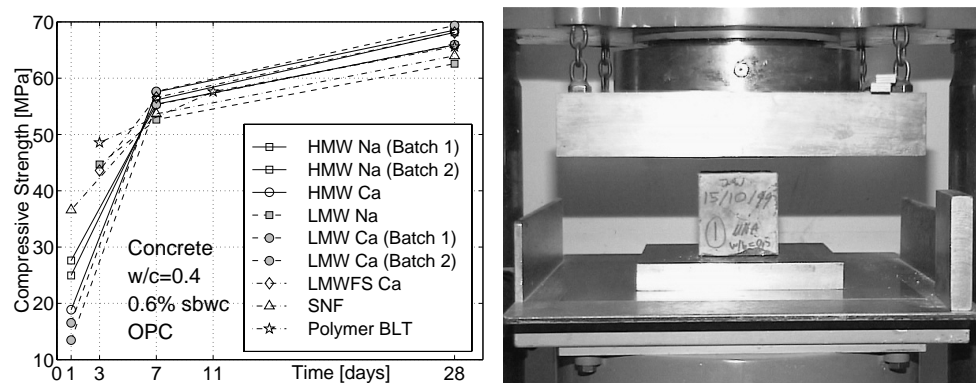 Compressive Strength [MPa]
70
60
50
40
30
20
10
0 1 3 7 11 Time [days] 28
Concrete
w/c=0.4
0.6% sbwc
OPC
HMW Na (Batch 1)
HMW Na (Batch 2)
HMW Ca
LMW Na
LMW Ca (Batch 1)
LMW Ca (Batch 2)
LMWFS Ca
SNF
Polymer BLT
15/10/99
1